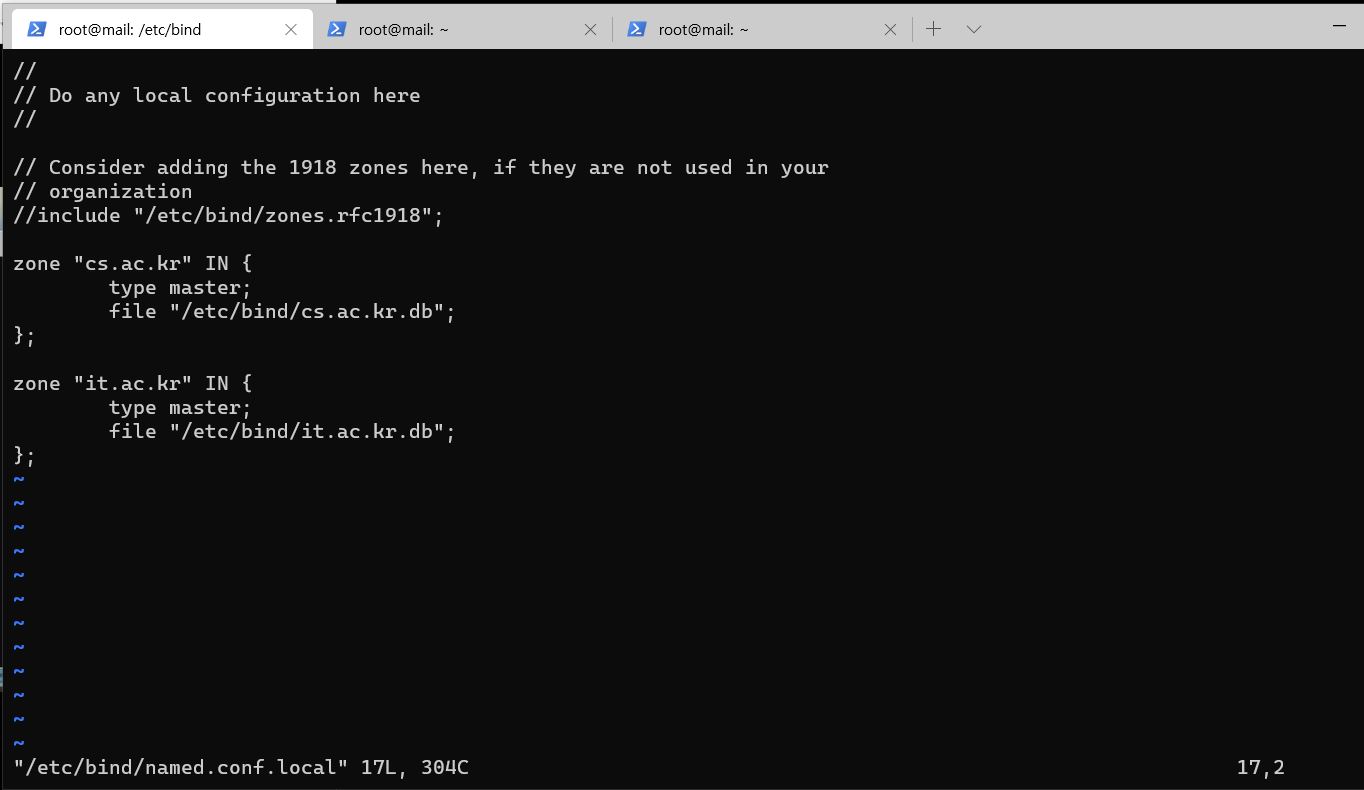 root@mail: /etc/bind
root@mail: ~
root@mail: ~
//
// Do any local configuration here
//
// Consider adding the 1918 zones here, if they are not used in your
// organization
//include "/etc/bind/zones.rfc1918";
zone "cs.ac.kr" IN {
        type master;
        file "/etc/bind/cs.ac.kr.db";
};
zone "it.ac.kr" IN {
        type master;
        file "/etc/bind/it.ac.kr.db";
};
~
~
~
~
~
~
~
~
~
~
~
~
"/etc/bind/named.conf.local" 17L, 304C 17,2